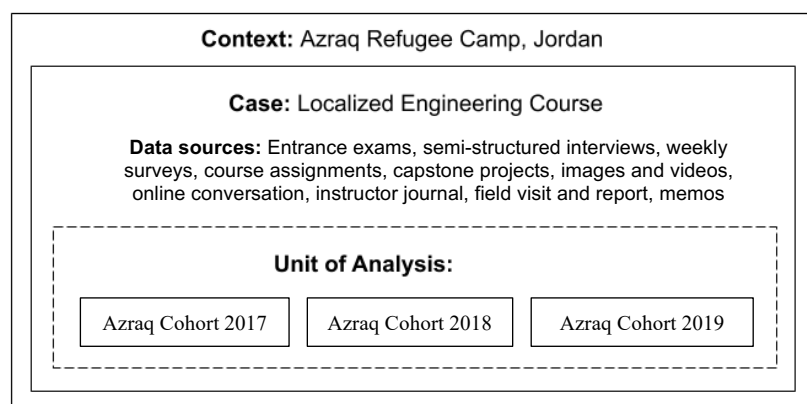 Context: Azraq Refugee Camp, Jordan
Case: Localized Engineering Course
Data sources: Entrance exams, semi-structured interviews, weekly
surveys, course assignments, capstone projects, images and videos,
online conversation, instructor journal, field visit and report, memos
Unit of Analysis:
Azraq Cohort 2017
Azraq Cohort 2018
Azraq Cohort 2019